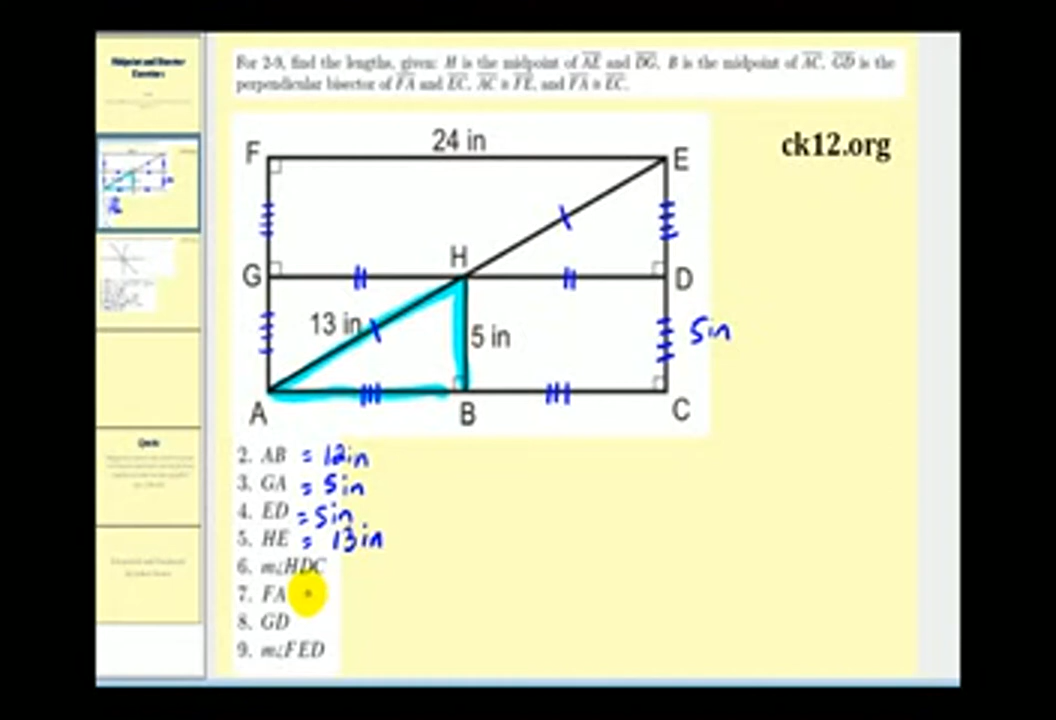 For 2-9, find the lengths, given: H is the midpoint of AE and DG, B is the midpoint of AC, GD is the
perpendicular bisector of FA and EC, AC ≅ FE, and FA ≅ EC.
ck12.org
24 in
F
E
H
G
D
13 in
5 in
5in
A
B
C
2. AB = 12in
3. GA = 5in
4. ED = 5in
5. HE = 13in
6. m∠HDC
7. FA
8. GD
9. m∠FED